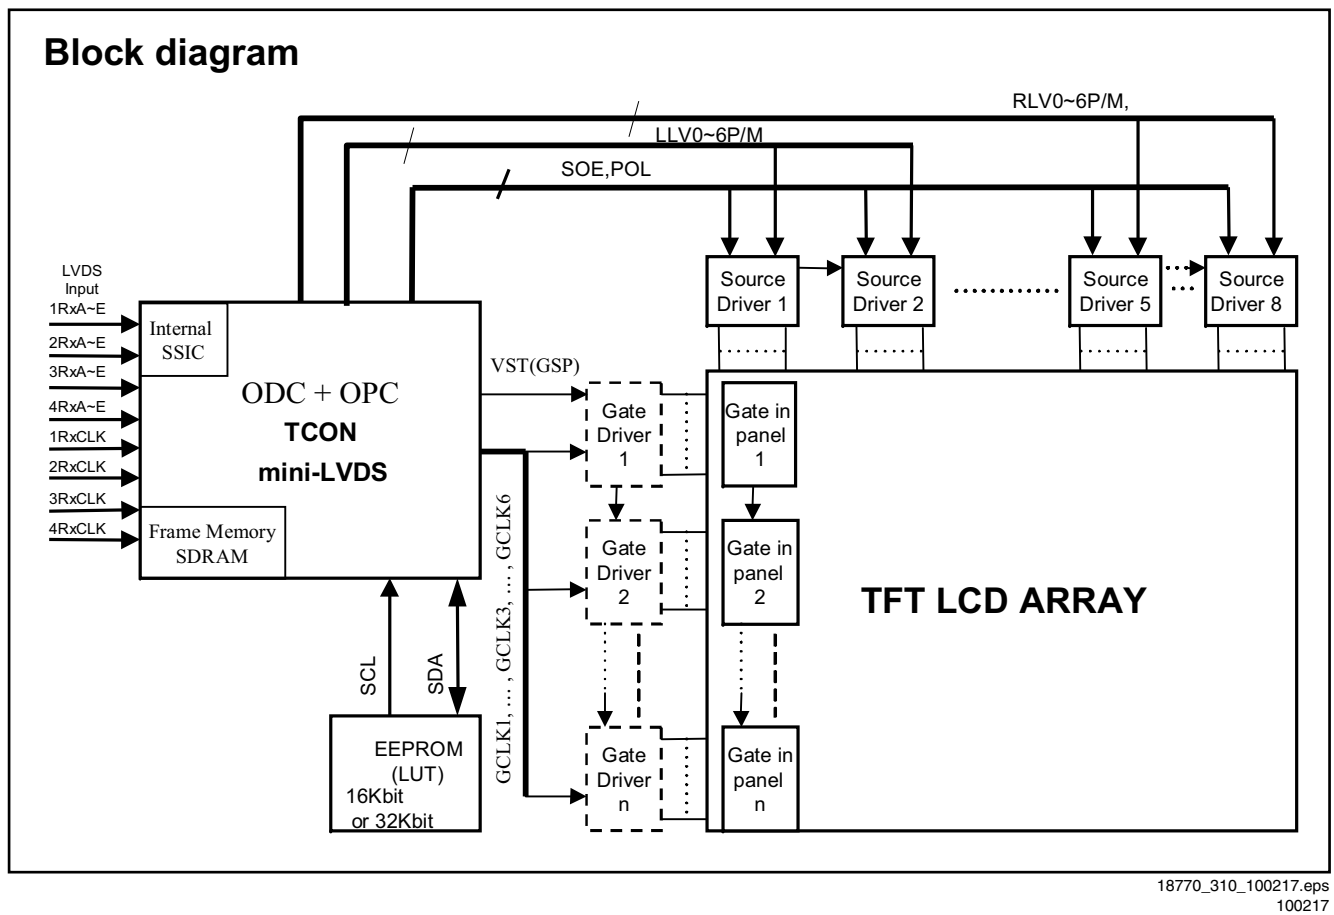 Block diagram
RLV0~6P/M,
LLV0~6P/M
SOE,POL
LVDS
Input
1RxA~E
2RxA~E
3RxA~E
4RxA~E
1RxCLK
2RxCLK
3RxCLK
4RxCLK
Internal
SSIC
ODC + OPC
TCON
mini-LVDS
Frame Memory
SDRAM
SCL
SDA
EEPROM
(LUT)
16Kbit
or 32Kbit
VST(GSP)
GCLK1, ... , GCLK3, ... , GCLK6
Source
Driver 1
Source
Driver 2
Source
Driver 5
Source
Driver 8
Gate
Driver
1
Gate in
panel
1
Gate
Driver
2
Gate in
panel
2
Gate
Driver
n
Gate in
panel
n
TFT LCD ARRAY
18770_310_100217.eps
100217